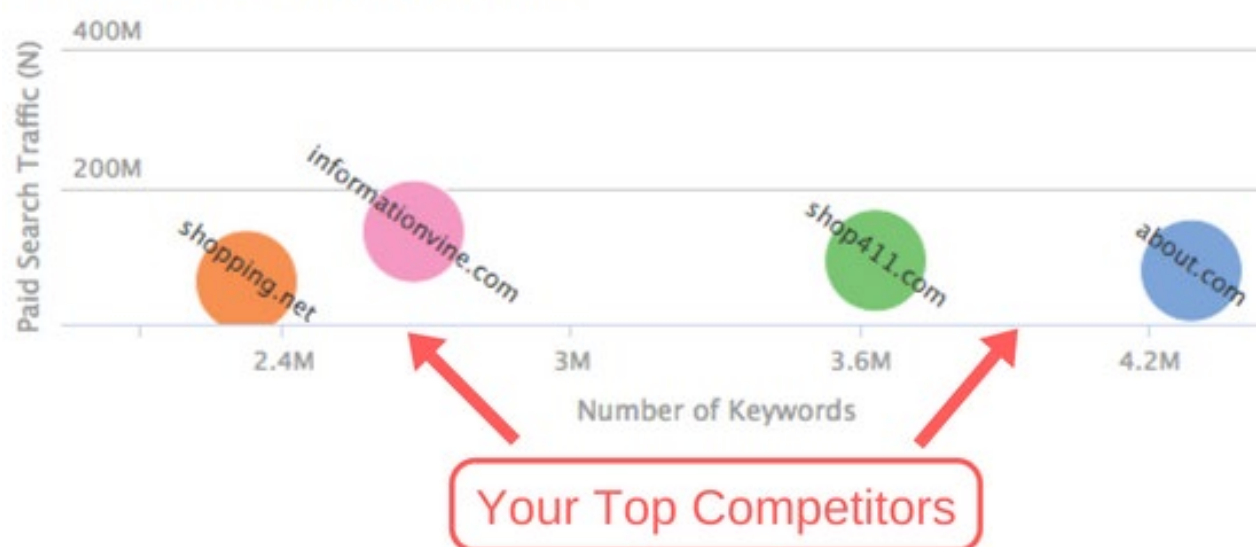 400M
Paid Search Traffic (N)
200M
informationvine.com
shopping.net
shop411.com
about.com
2.4M
3M
3.6M
4.2M
Number of Keywords
Your Top Competitors